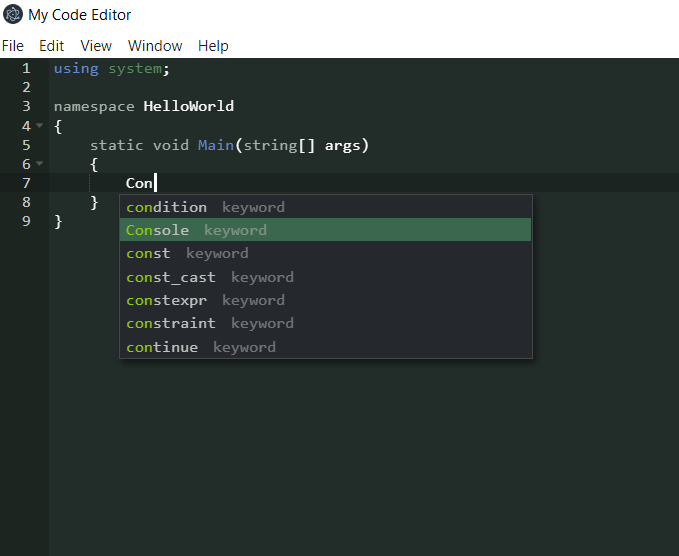 My Code Editor
File Edit View Window Help
1 using system;
2
3 namespace HelloWorld
4 {
5 static void Main(string[] args)
6 {
7 Con
8 }
9 }
condition keyword
Console keyword
const keyword
const_cast keyword
constexpr keyword
constraint keyword
continue keyword